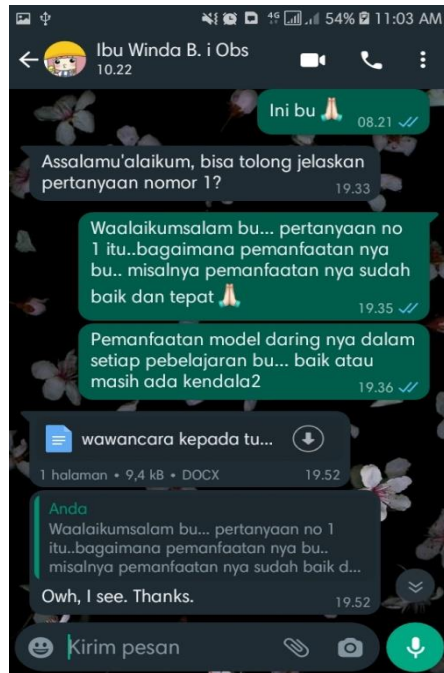 4G 54% 11:03 AM
Ibu Winda B. i Obs
10.22
Ini bu 🙏🏻
08.21
Assalamu'alaikum, bisa tolong jelaskan
pertanyaan nomor 1?
19.33
Waalaikumsalam bu... pertanyaan no
1 itu..bagaimana pemanfaatan nya
bu.. misalnya pemanfaatan nya sudah
baik dan tepat 🙏🏻
19.35
Pemanfaatan model daring nya dalam
setiap pebelajaran bu... baik atau
masih ada kendala2
19.36
wawancara kepada tu...
1 halaman • 9,4 kB • DOCX
19.52
Anda
Waalaikumsalam bu... pertanyaan no 1
itu..bagaimana pemanfaatan nya bu..
misalnya pemanfaatan nya sudah baik d...
Owh, I see. Thanks.
19.52
Kirim pesan